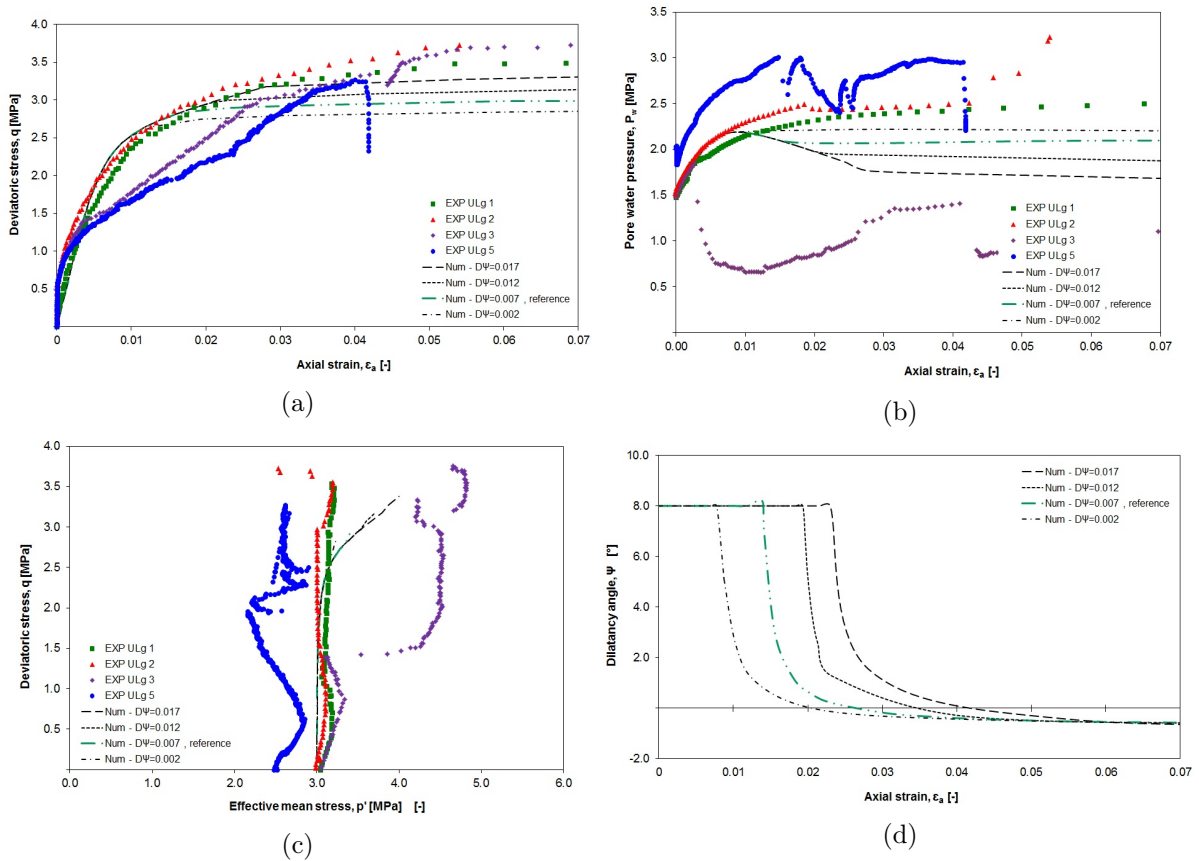 (a)
4.0
3.5
3.0
2.5
2.0
1.5
1.0
0.5
Deviatoric stress, q [MPa]
EXP ULg 1
EXP ULg 2
EXP ULg 3
EXP ULg 5
Num - DΨ=0.017
Num - DΨ=0.012
Num - DΨ=0.007 , reference
Num - DΨ=0.002
0.00 0.01 0.02 0.03 0.04 0.05 0.06 0.07
Axial strain, εa [-]
(a)
3.5
3.0
2.5
2.0
1.5
1.0
0.5
0.0
Pore water pressure, Pw [MPa]
EXP ULg 1
EXP ULg 2
EXP ULg 3
EXP ULg 5
Num - DΨ=0.017
Num - DΨ=0.012
Num - DΨ=0.007 , reference
Num - DΨ=0.002
0.00 0.01 0.02 0.03 0.04 0.05 0.06 0.07
Axial strain, εa [-]
(b)
4.0
3.5
3.0
2.5
2.0
1.5
1.0
0.5
Deviatoric stress, q [MPa]
EXP ULg 1
EXP ULg 2
EXP ULg 3
EXP ULg 5
Num - DΨ=0.017
Num - DΨ=0.012
Num - DΨ=0.007 , reference
Num - DΨ=0.002
0.0 1.0 2.0 3.0 4.0 5.0 6.0
Effective mean stress, p' [MPa] [-]
(c)
10.0
8.0
6.0
4.0
2.0
0.0
-2.0
Dilatancy angle, Ψ [°]
Num - DΨ=0.017
Num - DΨ=0.012
Num - DΨ=0.007 , reference
Num - DΨ=0.002
0 0.01 0.02 0.03 0.04 0.05 0.06 0.07
Axial strain, εa [-]
(d)